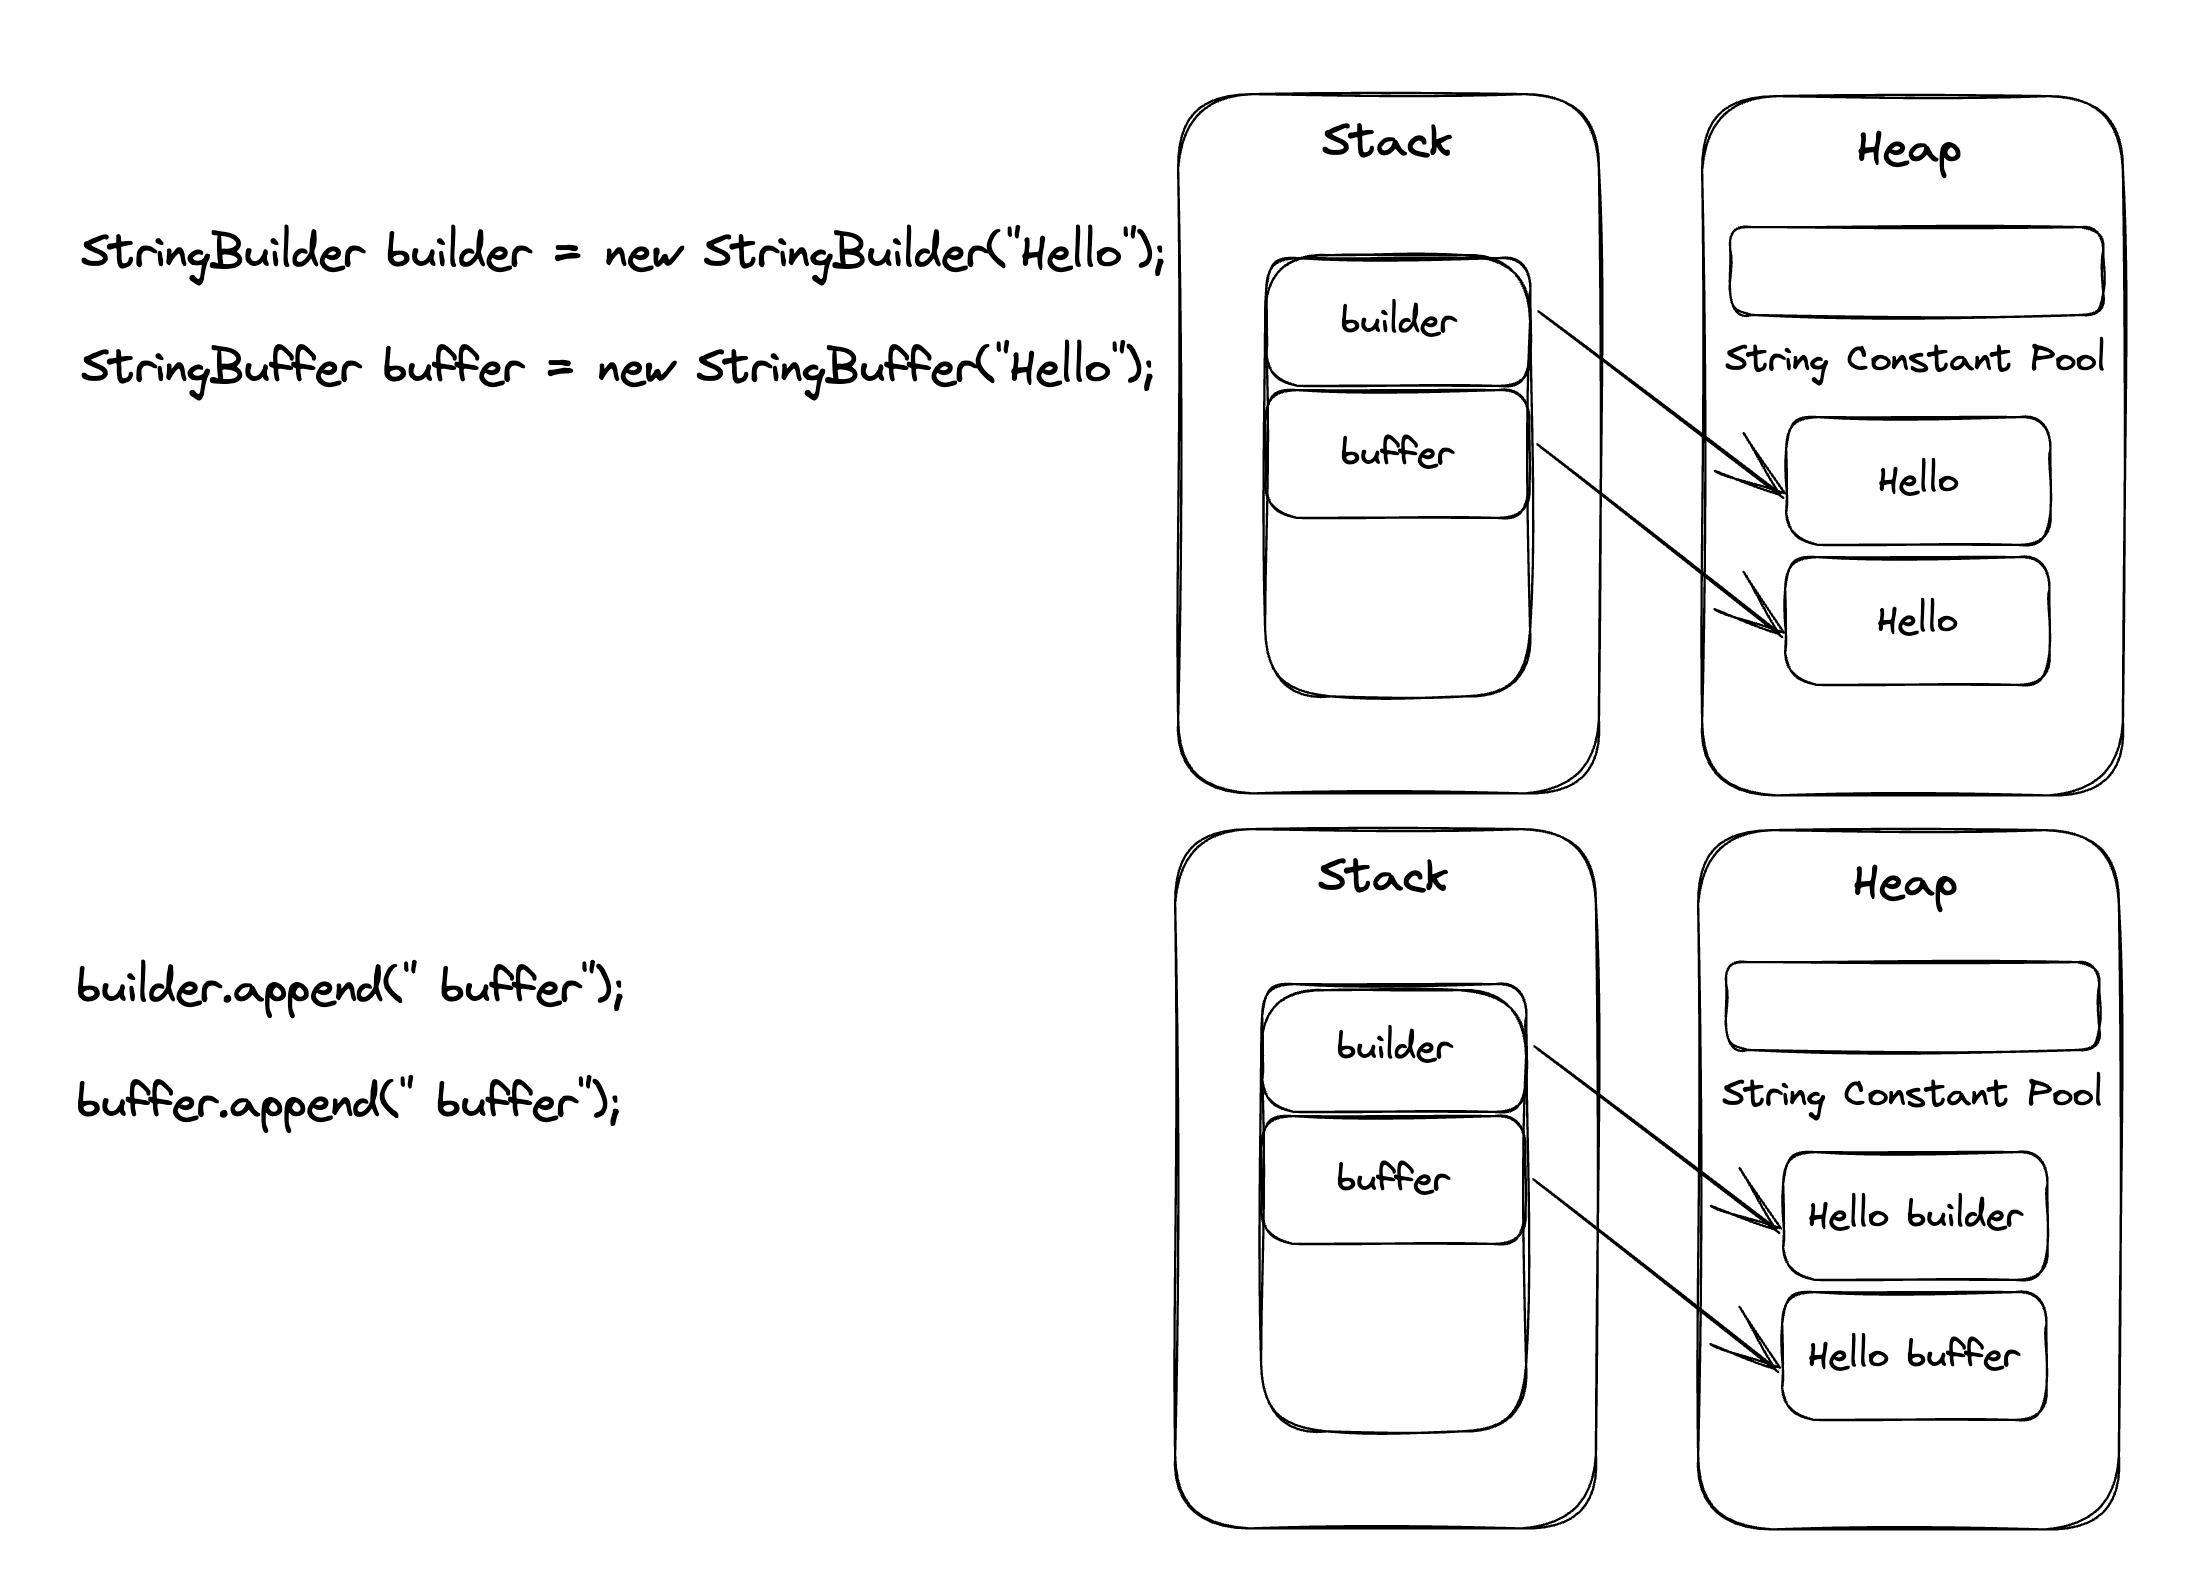 Stack
Heap
StringBuilder builder = new StringBuilder("Hello");
StringBuffer buffer = new StringBuffer("Hello");
builder
buffer
String Constant Pool
Hello
Hello
Stack
Heap
builder.append(" buffer");
buffer.append(" buffer");
builder
buffer
String Constant Pool
Hello builder
Hello buffer